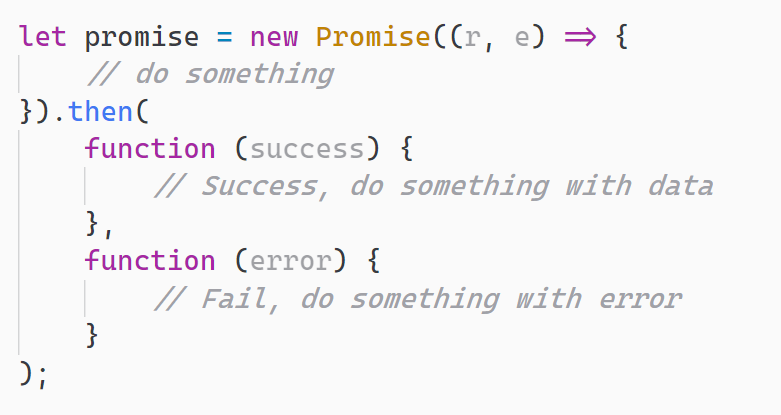 let promise = new Promise((r, e) => {
    // do something
}).then(
    function (success) {
        // Success, do something with data
    },
    function (error) {
        // Fail, do something with error
    }
);